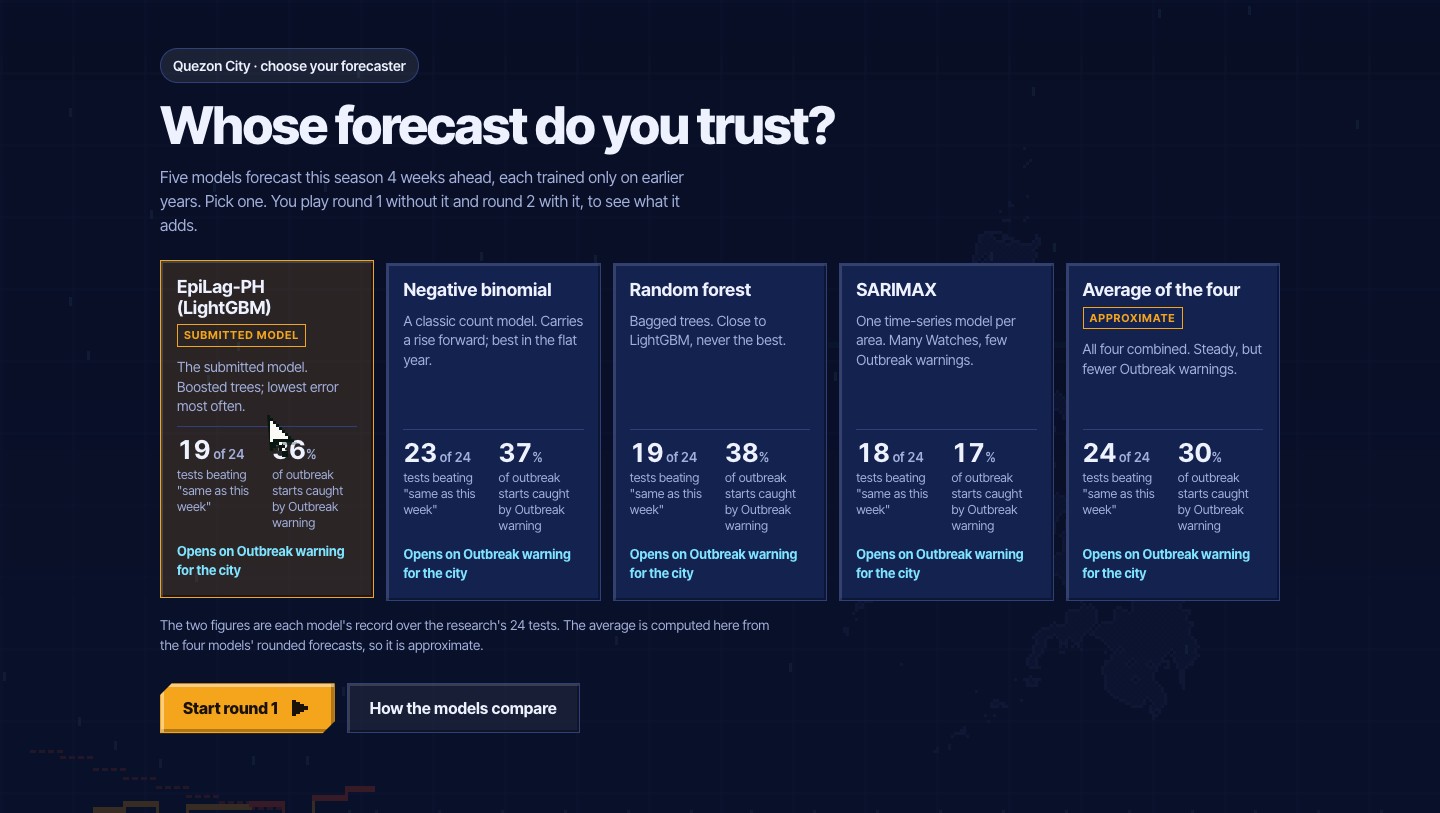 Quezon City · choose your forecaster
Whose forecast do you trust?
Five models forecast this season 4 weeks ahead, each trained only on earlier
years. Pick one. You play round 1 without it and round 2 with it, to see what it
adds.
EpiLag-PH
(LightGBM)
SUBMITTED MODEL
The submitted model.
Boosted trees; lowest error
most often.
19 of 24
tests beating
"same as this
week"
%
of outbreak
starts caught
by Outbreak
warning
Opens on Outbreak warning
for the city
Negative binomial
A classic count model. Carries
a rise forward; best in the flat
year.
23 of 24
tests beating
"same as this
week"
37%
of outbreak
starts caught
by Outbreak
warning
Opens on Outbreak warning
for the city
Random forest
Bagged trees. Close to
LightGBM, never the best.
19 of 24
tests beating
"same as this
week"
38%
of outbreak
starts caught
by Outbreak
warning
Opens on Outbreak warning
for the city
SARIMAX
One time-series model per
area. Many Watches, few
Outbreak warnings.
18 of 24
tests beating
"same as this
week"
17%
of outbreak
starts caught
by Outbreak
warning
Opens on Outbreak warning
for the city
Average of the four
APPROXIMATE
All four combined. Steady, but
fewer Outbreak warnings.
24 of 24
tests beating
"same as this
week"
30%
of outbreak
starts caught
by Outbreak
warning
Opens on Outbreak warning
for the city
The two figures are each model's record over the research's 24 tests. The average is computed here from
the four models' rounded forecasts, so it is approximate.
Start round 1
How the models compare